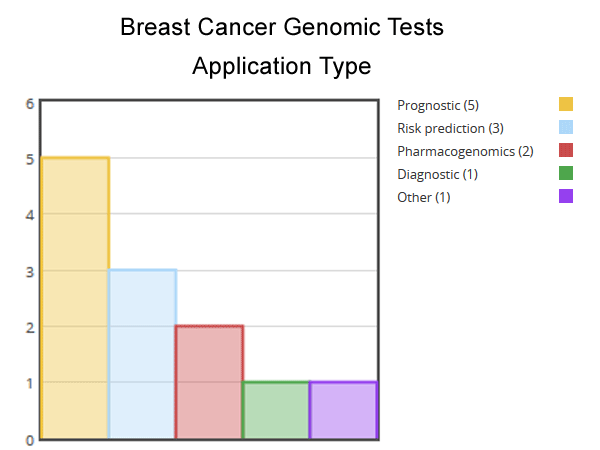 Breast Cancer Genomic Tests
Application Type
6
5
4
3
2
1
0
Prognostic (5)
Risk prediction (3)
Pharmacogenomics (2)
Diagnostic (1)
Other (1)